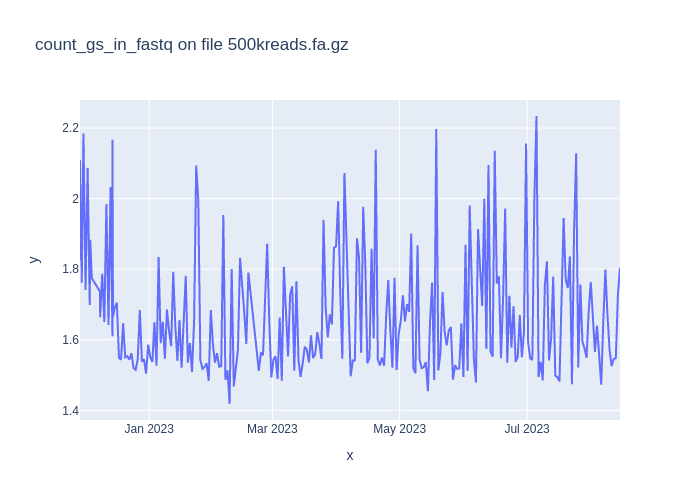 count_gs_in_fastq on file 500kreads.fa.gz
2.2
2
1.8
1.6
1.4
y
Jan 2023
Mar 2023
May 2023
Jul 2023
x